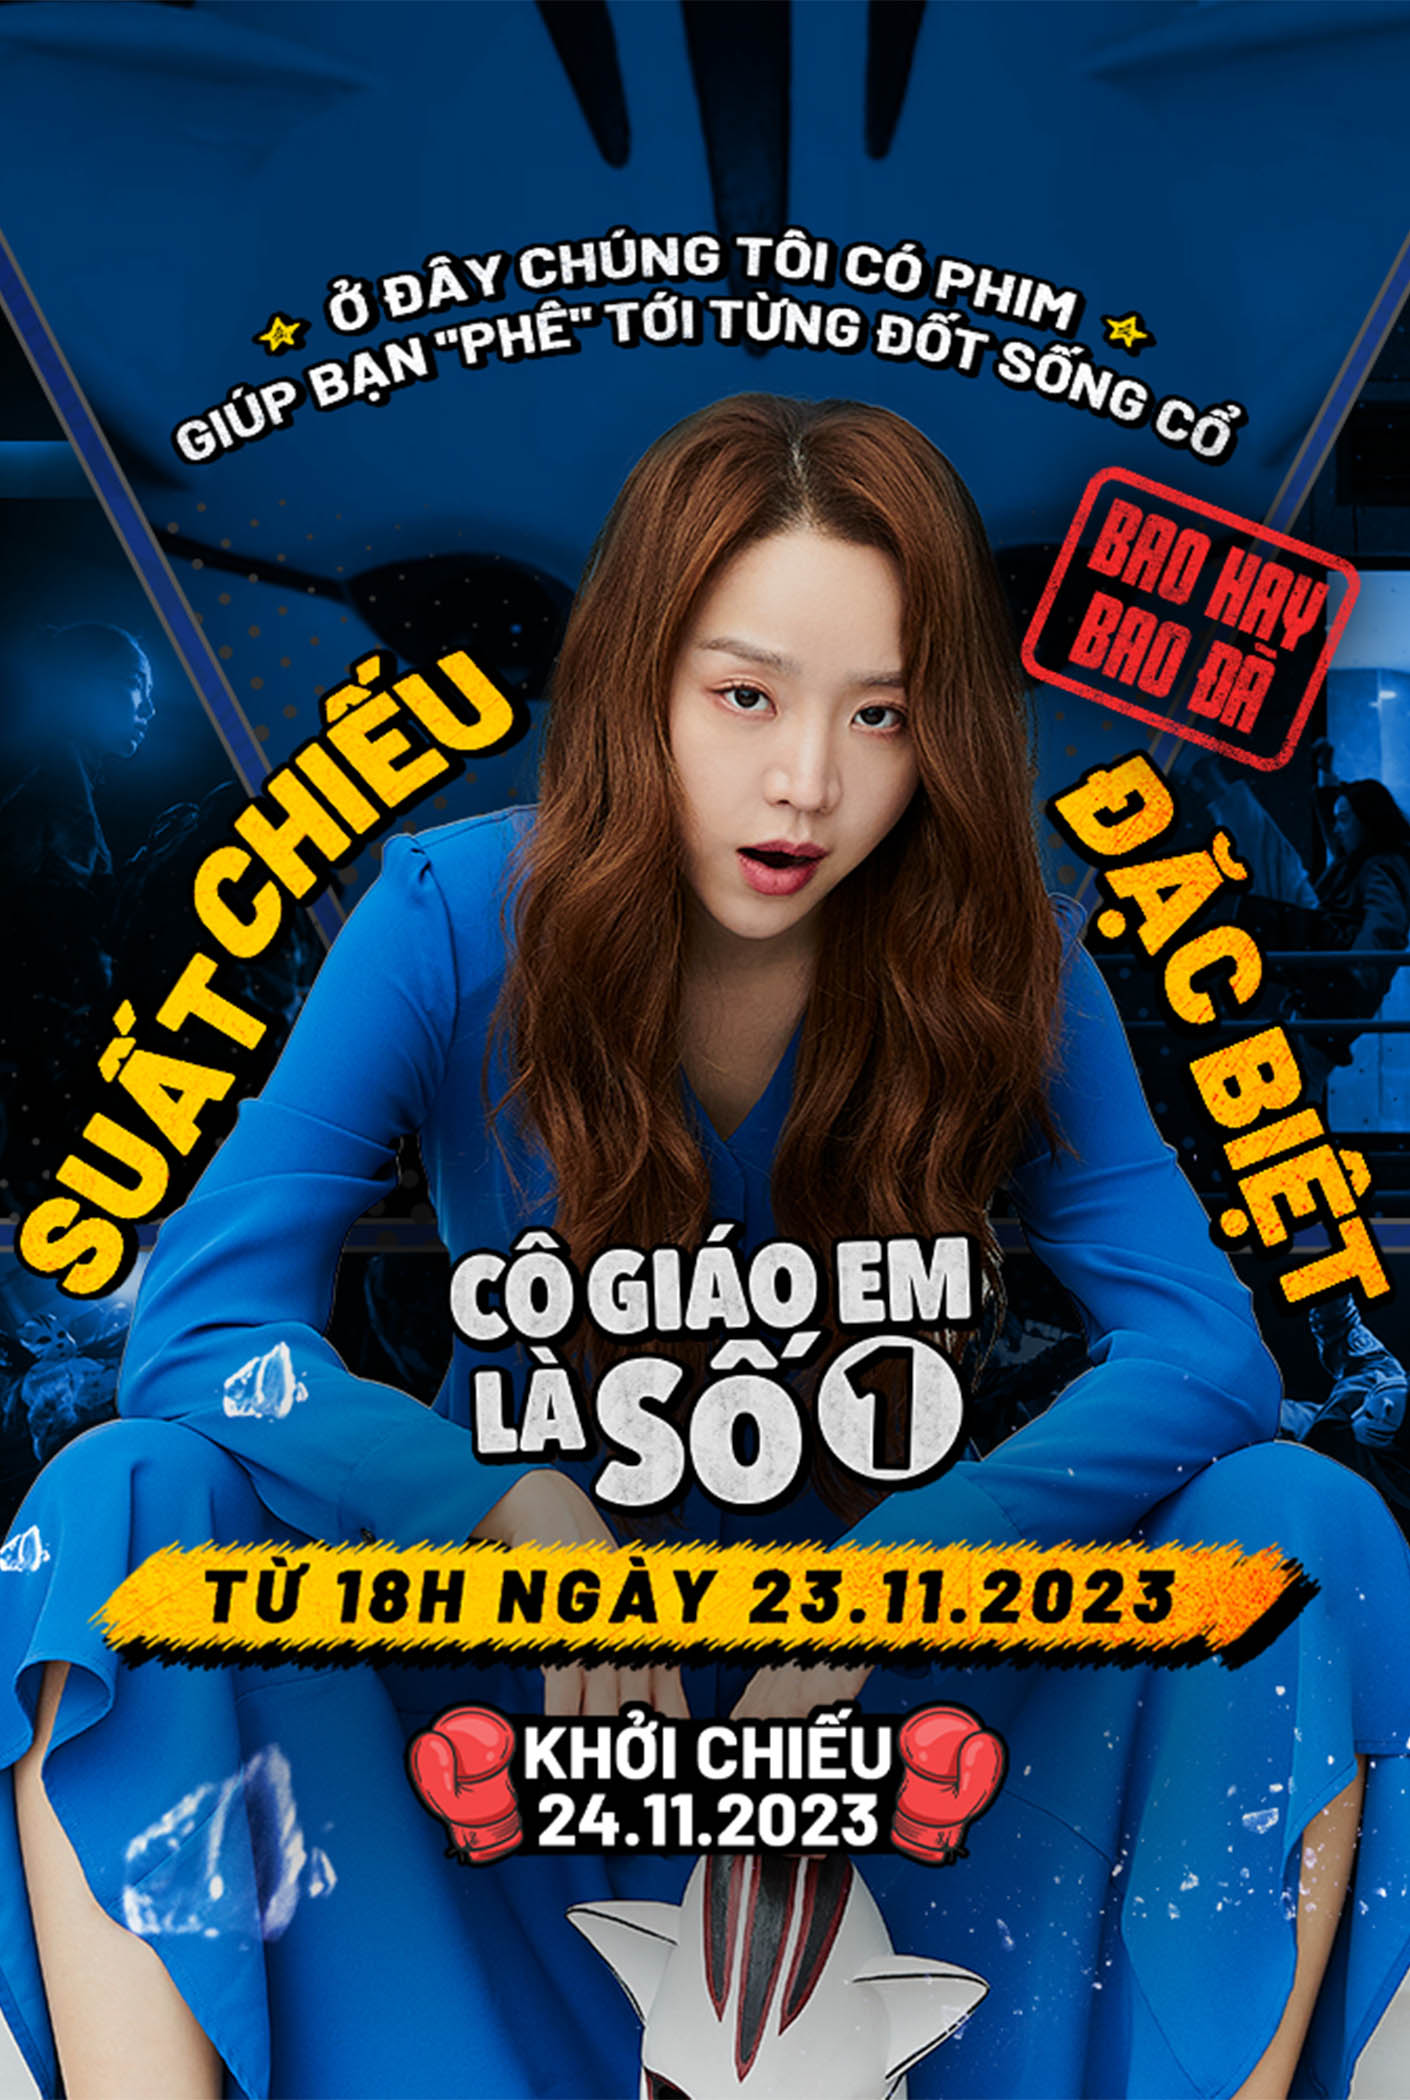 Ở ĐÂY CHÚNG TÔI CÓ PHIM
GIÚP BẠN "PHÊ" TỚI TỪNG ĐỐT SỐNG CỔ
BAO HAY
BAO ĐÃ
SUẤT CHIẾU
ĐẶC BIỆT
CÔ GIÁO EM
LÀ SỐ 1
TỪ 18H NGÀY 23.11.2023
KHỞI CHIẾU
24.11.2023